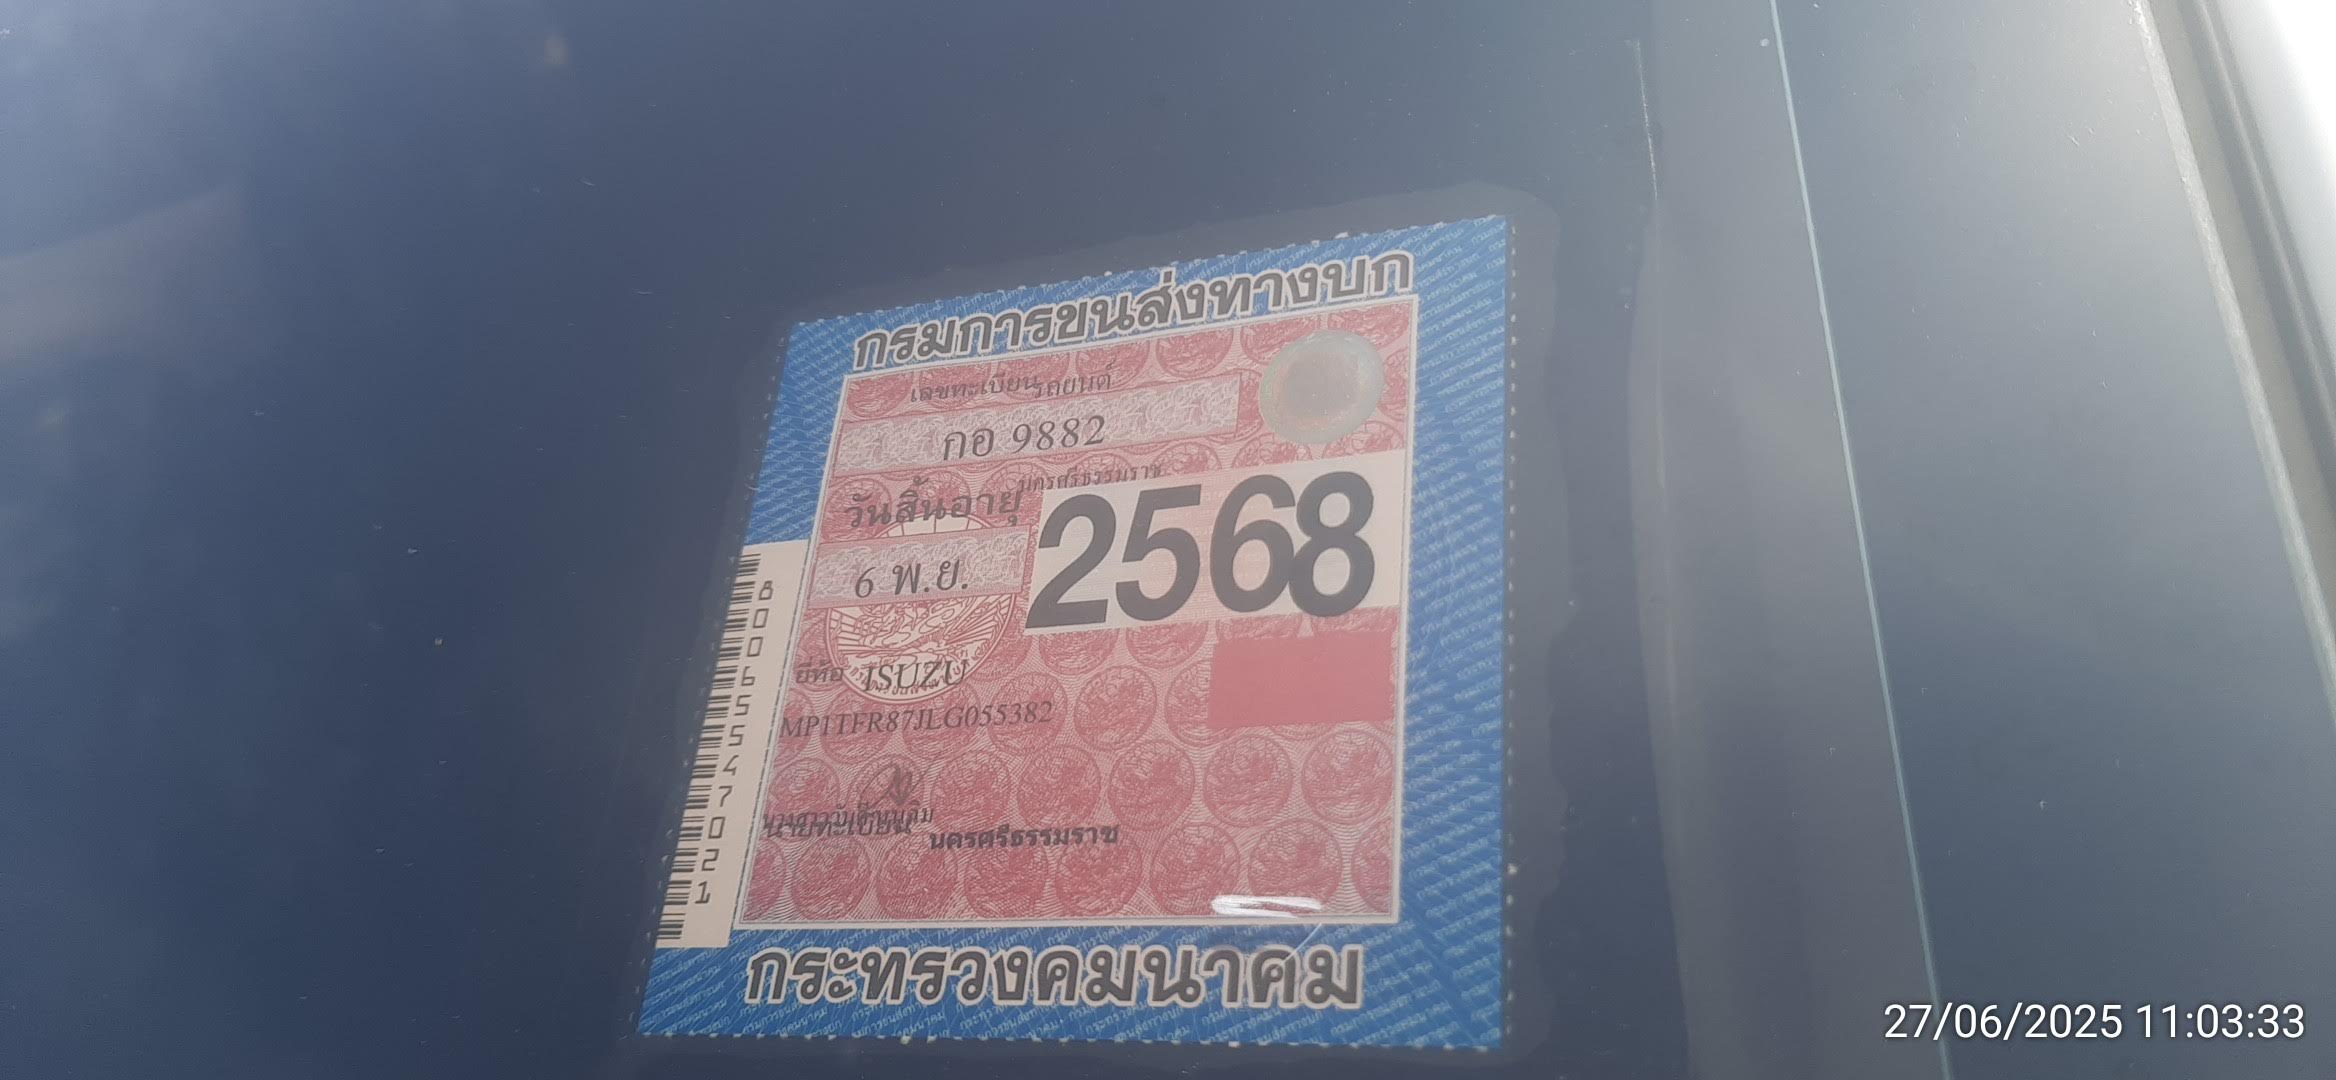 กรมการขนส่งทางบก
เลขทะเบียนรถยนต์
กอ 9882
นครศรีธรรมราช
วันสิ้นอายุ
6 พ.ย. 2568
ยี่ห้อ ISUZU
MP1TFR87JLG055382
นายทะเบียน นครศรีธรรมราช
กระทรวงคมนาคม
80065547021
27/06/2025 11:03:33